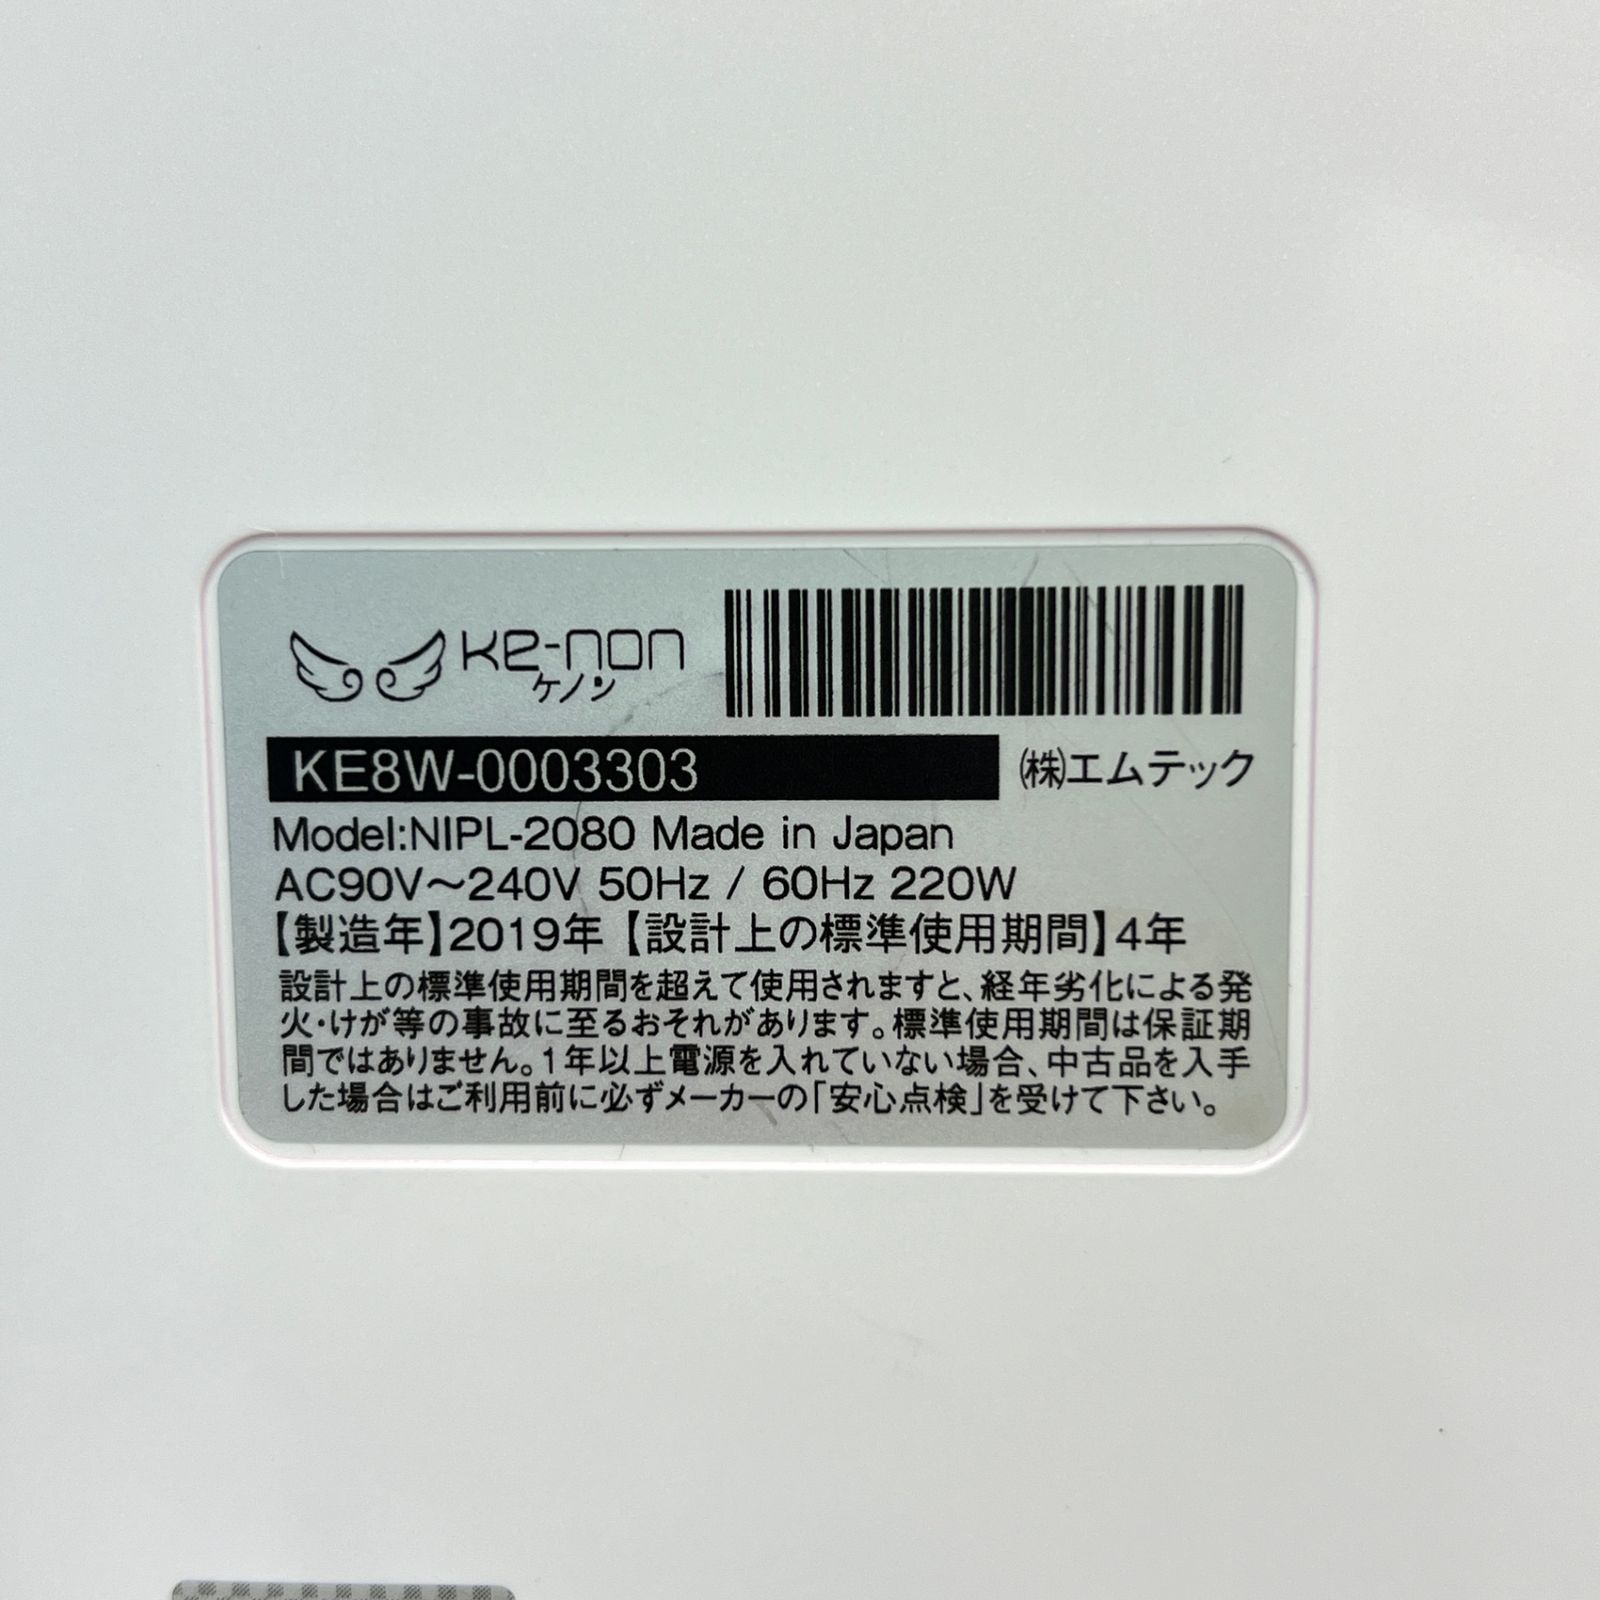 ke-non
ケノン
KE8W-0003303
(株)エムテック
Model:NIPL-2080 Made in Japan
AC90V～240V 50Hz / 60Hz 220W
【製造年】2019年【設計上の標準使用期間】4年
設計上の標準使用期間を超えて使用されますと、経年劣化による発
火・けが等の事故に至るおそれがあります。標準使用期間は保証期
間ではありません。1年以上電源を入れていない場合、中古品を入手
した場合はご利用前に必ずメーカーの「安心点検」を受けて下さい。